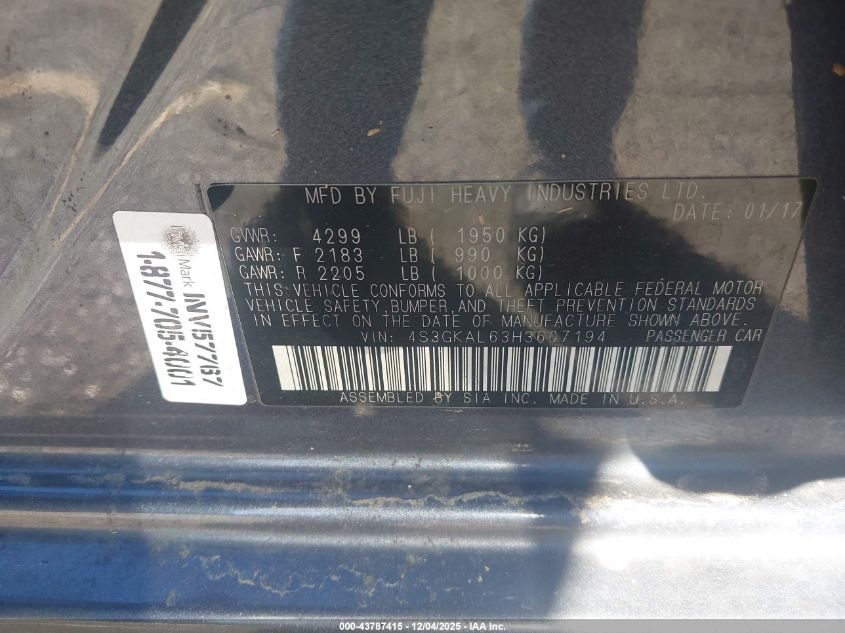 MFD BY FUJI HEAVY INDUSTRIES LTD.
DATE: 01/17
GVWR: 4299 LB ( 1950 KG)
GAWR: F 2183 LB ( 990 KG)
GAWR: R 2205 LB ( 1000 KG)
THIS VEHICLE CONFORMS TO ALL APPLICABLE FEDERAL MOTOR
VEHICLE SAFETY, BUMPER, AND THEFT PREVENTION STANDARDS
IN EFFECT ON THE DATE OF MANUFACTURE SHOWN ABOVE.
VIN: 4S3GKAL63H3607194 PASSENGER CAR
ASSEMBLED BY SIA INC. MADE IN U.S.A.
InvisiMark
INVI57767
1-877-705-4001
000-43787415 - 12/04/2025 - IAA Inc.